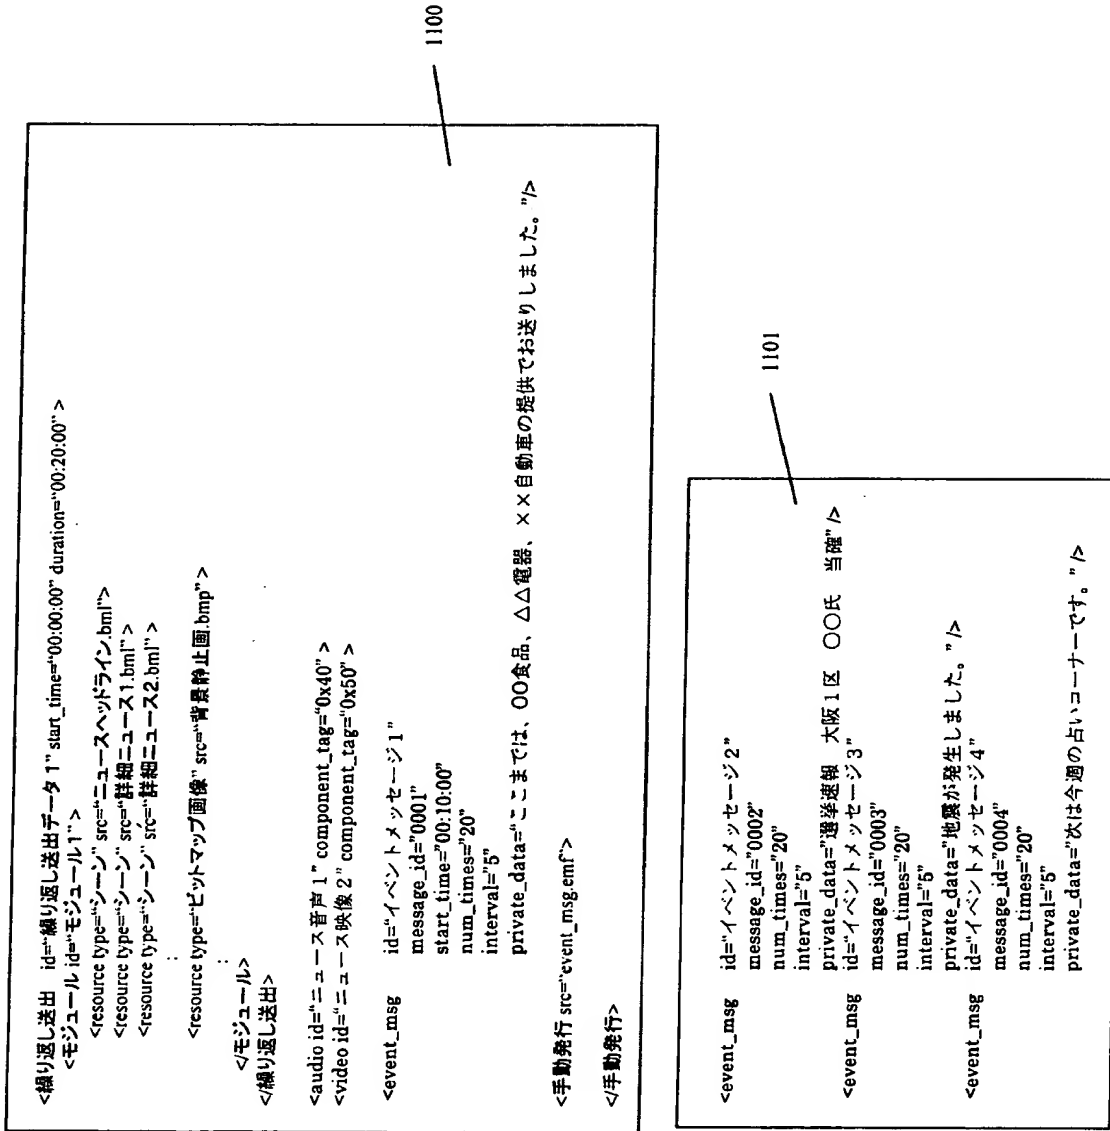 <繰り返し送出 id="繰り返し送出データ1" start_time="00:00:00" duration="00:20:00" >
<モジュール id="モジュール1" >
<resource type="シーン" src="ニュースヘッドライン.bml">
<resource type="シーン" src="詳細ニュース1.bml" >
<resource type="シーン" src="詳細ニュース2.bml" >
:
<resource type="ビットマップ画像" src="背景静止画.bmp" >
:
</モジュール>
</繰り返し送出>
<audio id="ニュース音声1" component_tag="0x40" >
<video id="ニュース映像2" component_tag="0x50" >
<event_msg id="イベントメッセージ1"
message_id="0001"
start_time="00:10:00"
num_times="20"
interval="5"
private_data="ここまでは、〇〇食品、△△電器、××自動車の提供でお送りしました。"/>
<手動発行 src="event_msg.emf">
</手動発行>
1100
<event_msg id="イベントメッセージ2"
message_id="0002"
num_times="20"
interval="5"
private_data="選挙速報 大阪1区 〇〇氏 当確" />
<event_msg id="イベントメッセージ3"
message_id="0003"
num_times="20"
interval="5"
private_data="地震が発生しました。" />
<event_msg id="イベントメッセージ4"
message_id="0004"
num_times="20"
interval="5"
private_data="次は今週の占いコーナーです。" />
1101